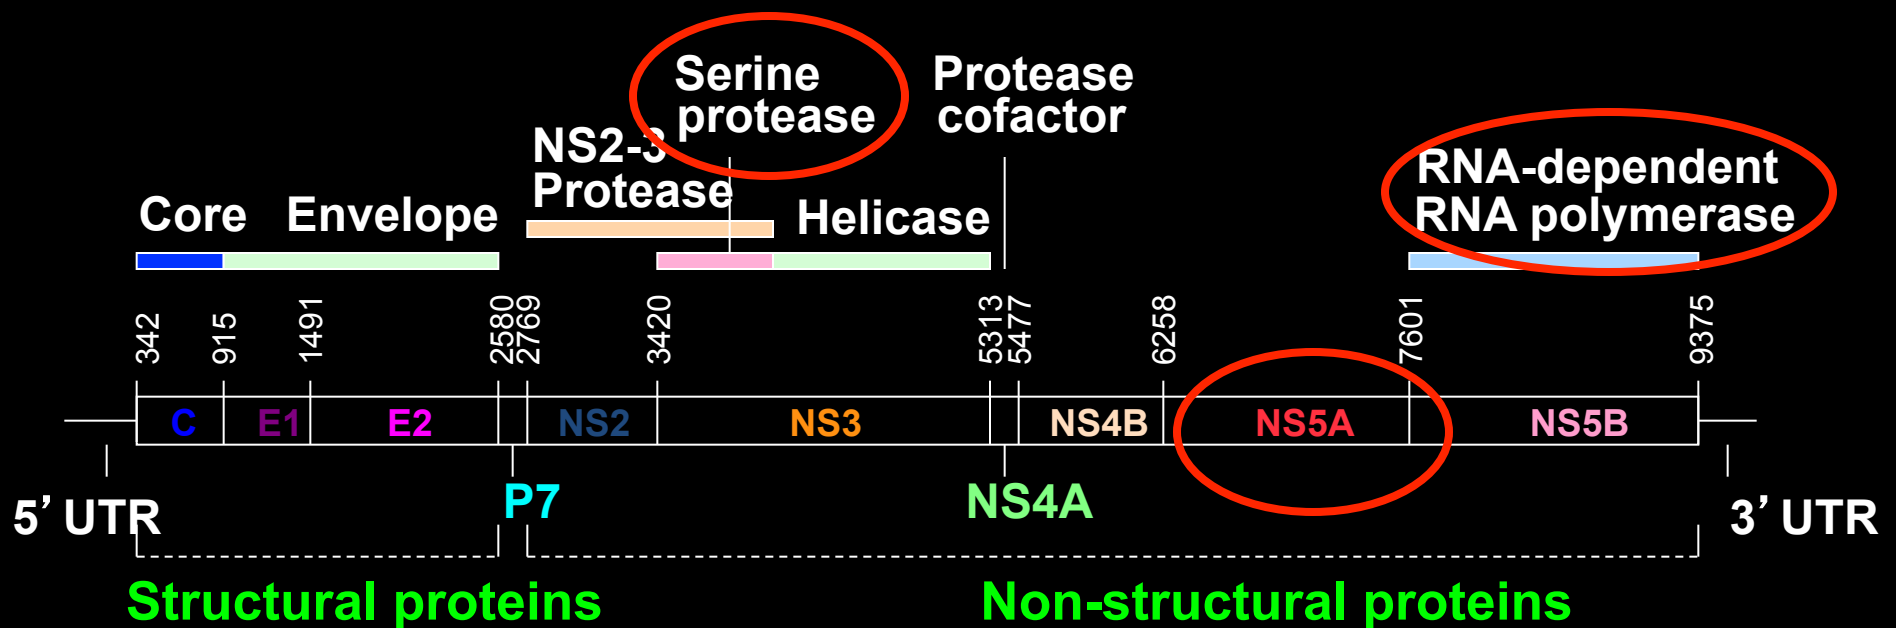 Serine
protease
Protease
cofactor
NS2-3
Protease
RNA-dependent
RNA polymerase
Core
Envelope
Helicase
342
915
1491
2580
2769
3420
5313
5477
6258
7601
9375
C
E1
E2
NS2
NS3
NS4B
NS5A
NS5B
5’ UTR
P7
NS4A
3’ UTR
Structural proteins
Non-structural proteins